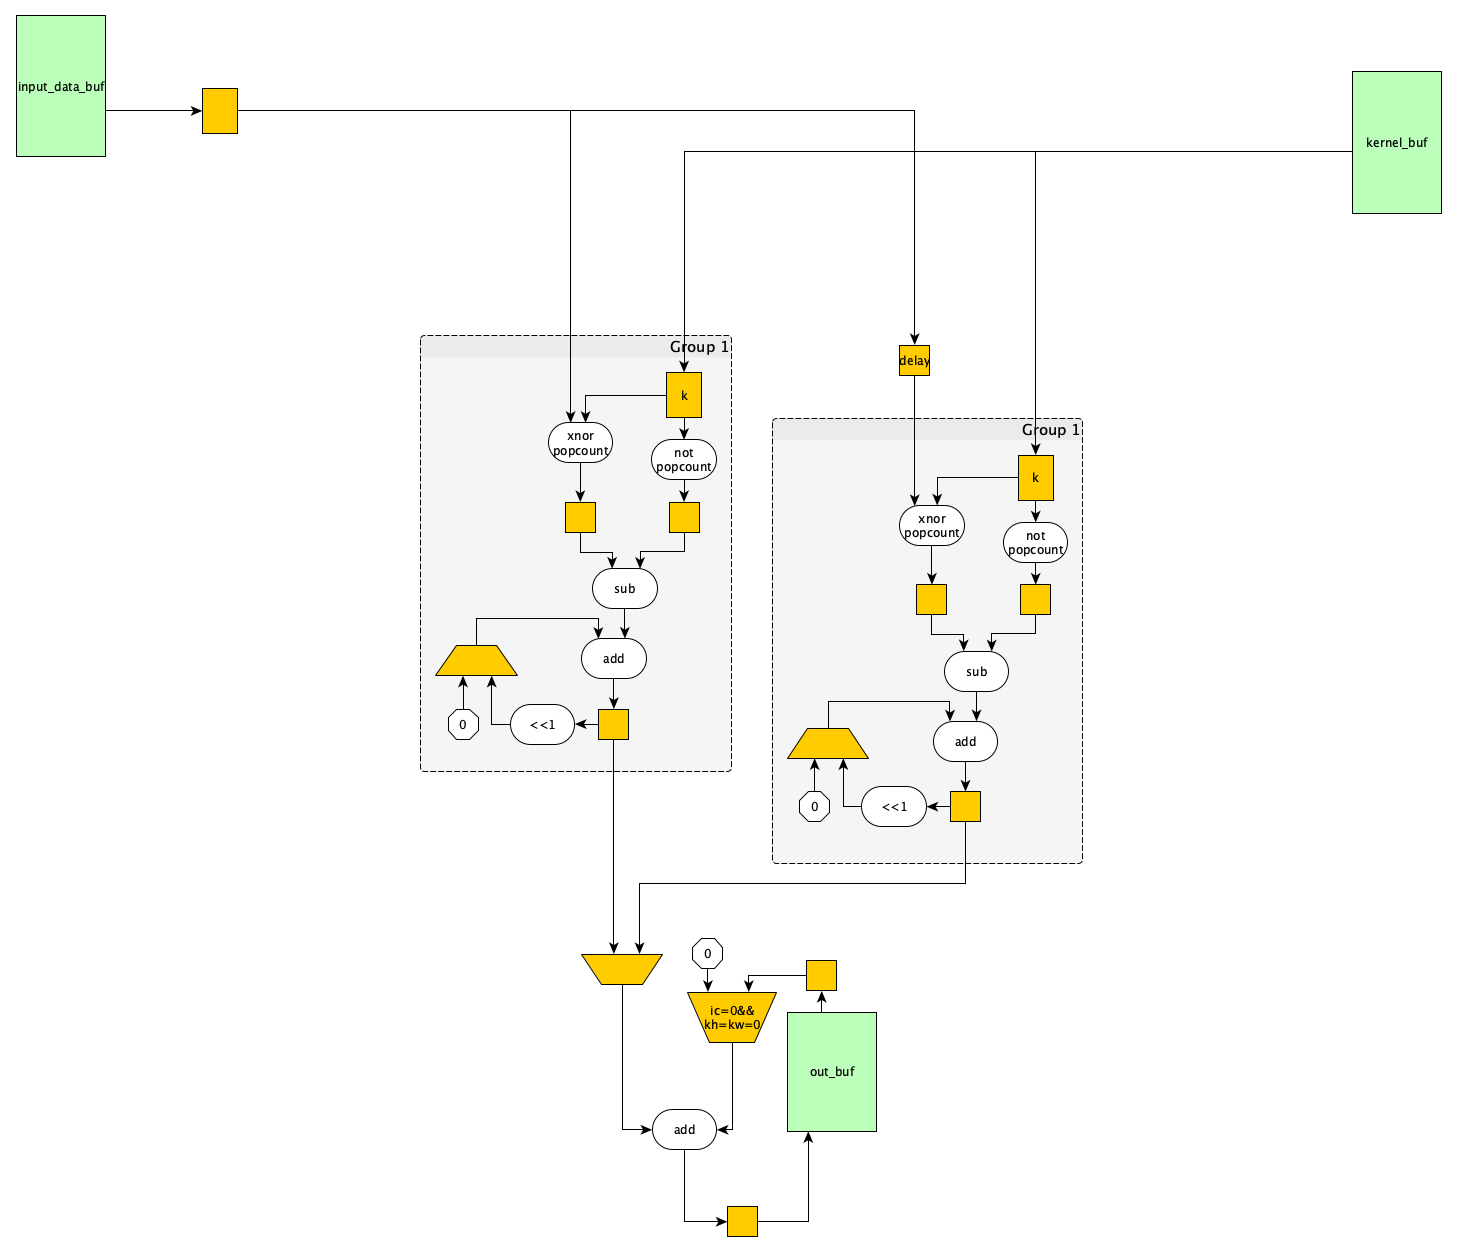 input_data_buf
kernel_buf
Group 1
k
xnor
popcount
not
popcount
sub
add
0
<<1
delay
Group 1
k
xnor
popcount
not
popcount
sub
add
0
<<1
0
ic=0&&
kh=kw=0
out_buf
add